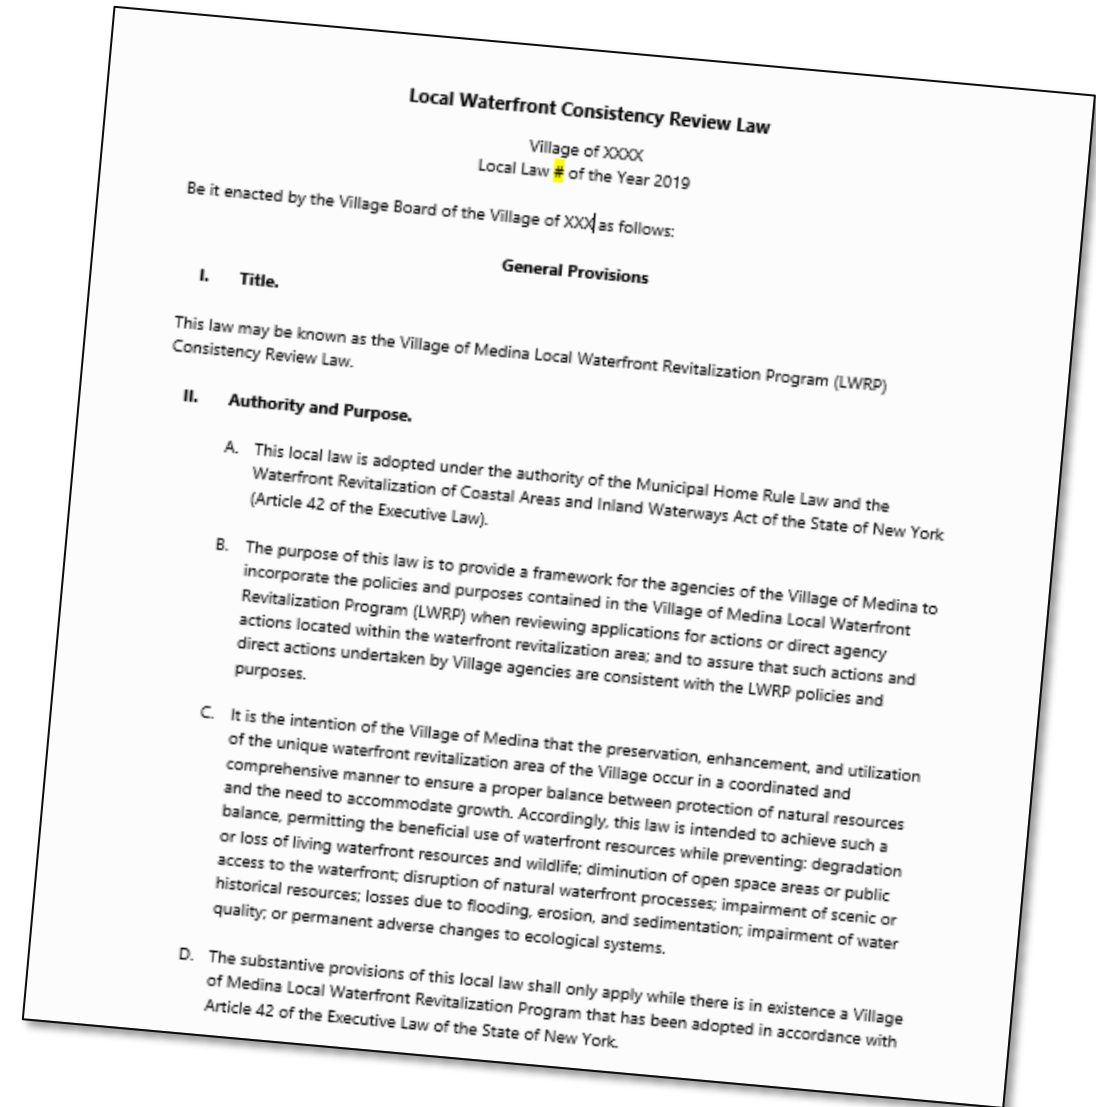 Local Waterfront Consistency Review Law
Village of XXXX
Local Law # of the Year 2019
Be it enacted by the Village Board of the Village of XXX as follows:
General Provisions
I. Title.
This law may be known as the Village of Medina Local Waterfront Revitalization Program (LWRP)
Consistency Review Law.
II. Authority and Purpose.
A. This local law is adopted under the authority of the Municipal Home Rule Law and the
Waterfront Revitalization of Coastal Areas and Inland Waterways Act of the State of New York
(Article 42 of the Executive Law).
B. The purpose of this law is to provide a framework for the agencies of the Village of Medina to
incorporate the policies and purposes contained in the Village of Medina Local Waterfront
Revitalization Program (LWRP) when reviewing applications for actions or direct agency
actions located within the waterfront revitalization area; and to assure that such actions and
direct actions undertaken by Village agencies are consistent with the LWRP policies and
purposes.
C. It is the intention of the Village of Medina that the preservation, enhancement, and utilization
of the unique waterfront revitalization area of the Village occur in a coordinated and
comprehensive manner to ensure a proper balance between protection of natural resources
and the need to accommodate growth. Accordingly, this law is intended to achieve such a
balance, permitting the beneficial use of waterfront resources while preventing: degradation
or loss of living waterfront resources and wildlife; diminution of open space areas or public
access to the waterfront; disruption of natural waterfront processes; impairment of scenic or
historical resources; losses due to flooding, erosion, and sedimentation; impairment of water
quality; or permanent adverse changes to ecological systems.
D. The substantive provisions of this local law shall only apply while there is in existence a Village
of Medina Local Waterfront Revitalization Program that has been adopted in accordance with
Article 42 of the Executive Law of the State of New York.